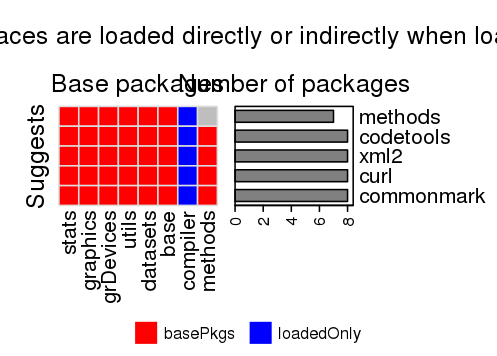 aces are loaded directly or indirectly when loa
Base packages
Number of packages
Suggests
methods
codetools
xml2
curl
commonmark
stats
graphics
grDevices
utils
datasets
base
compiler
methods
0 2 4 6 8
basePkgs loadedOnly